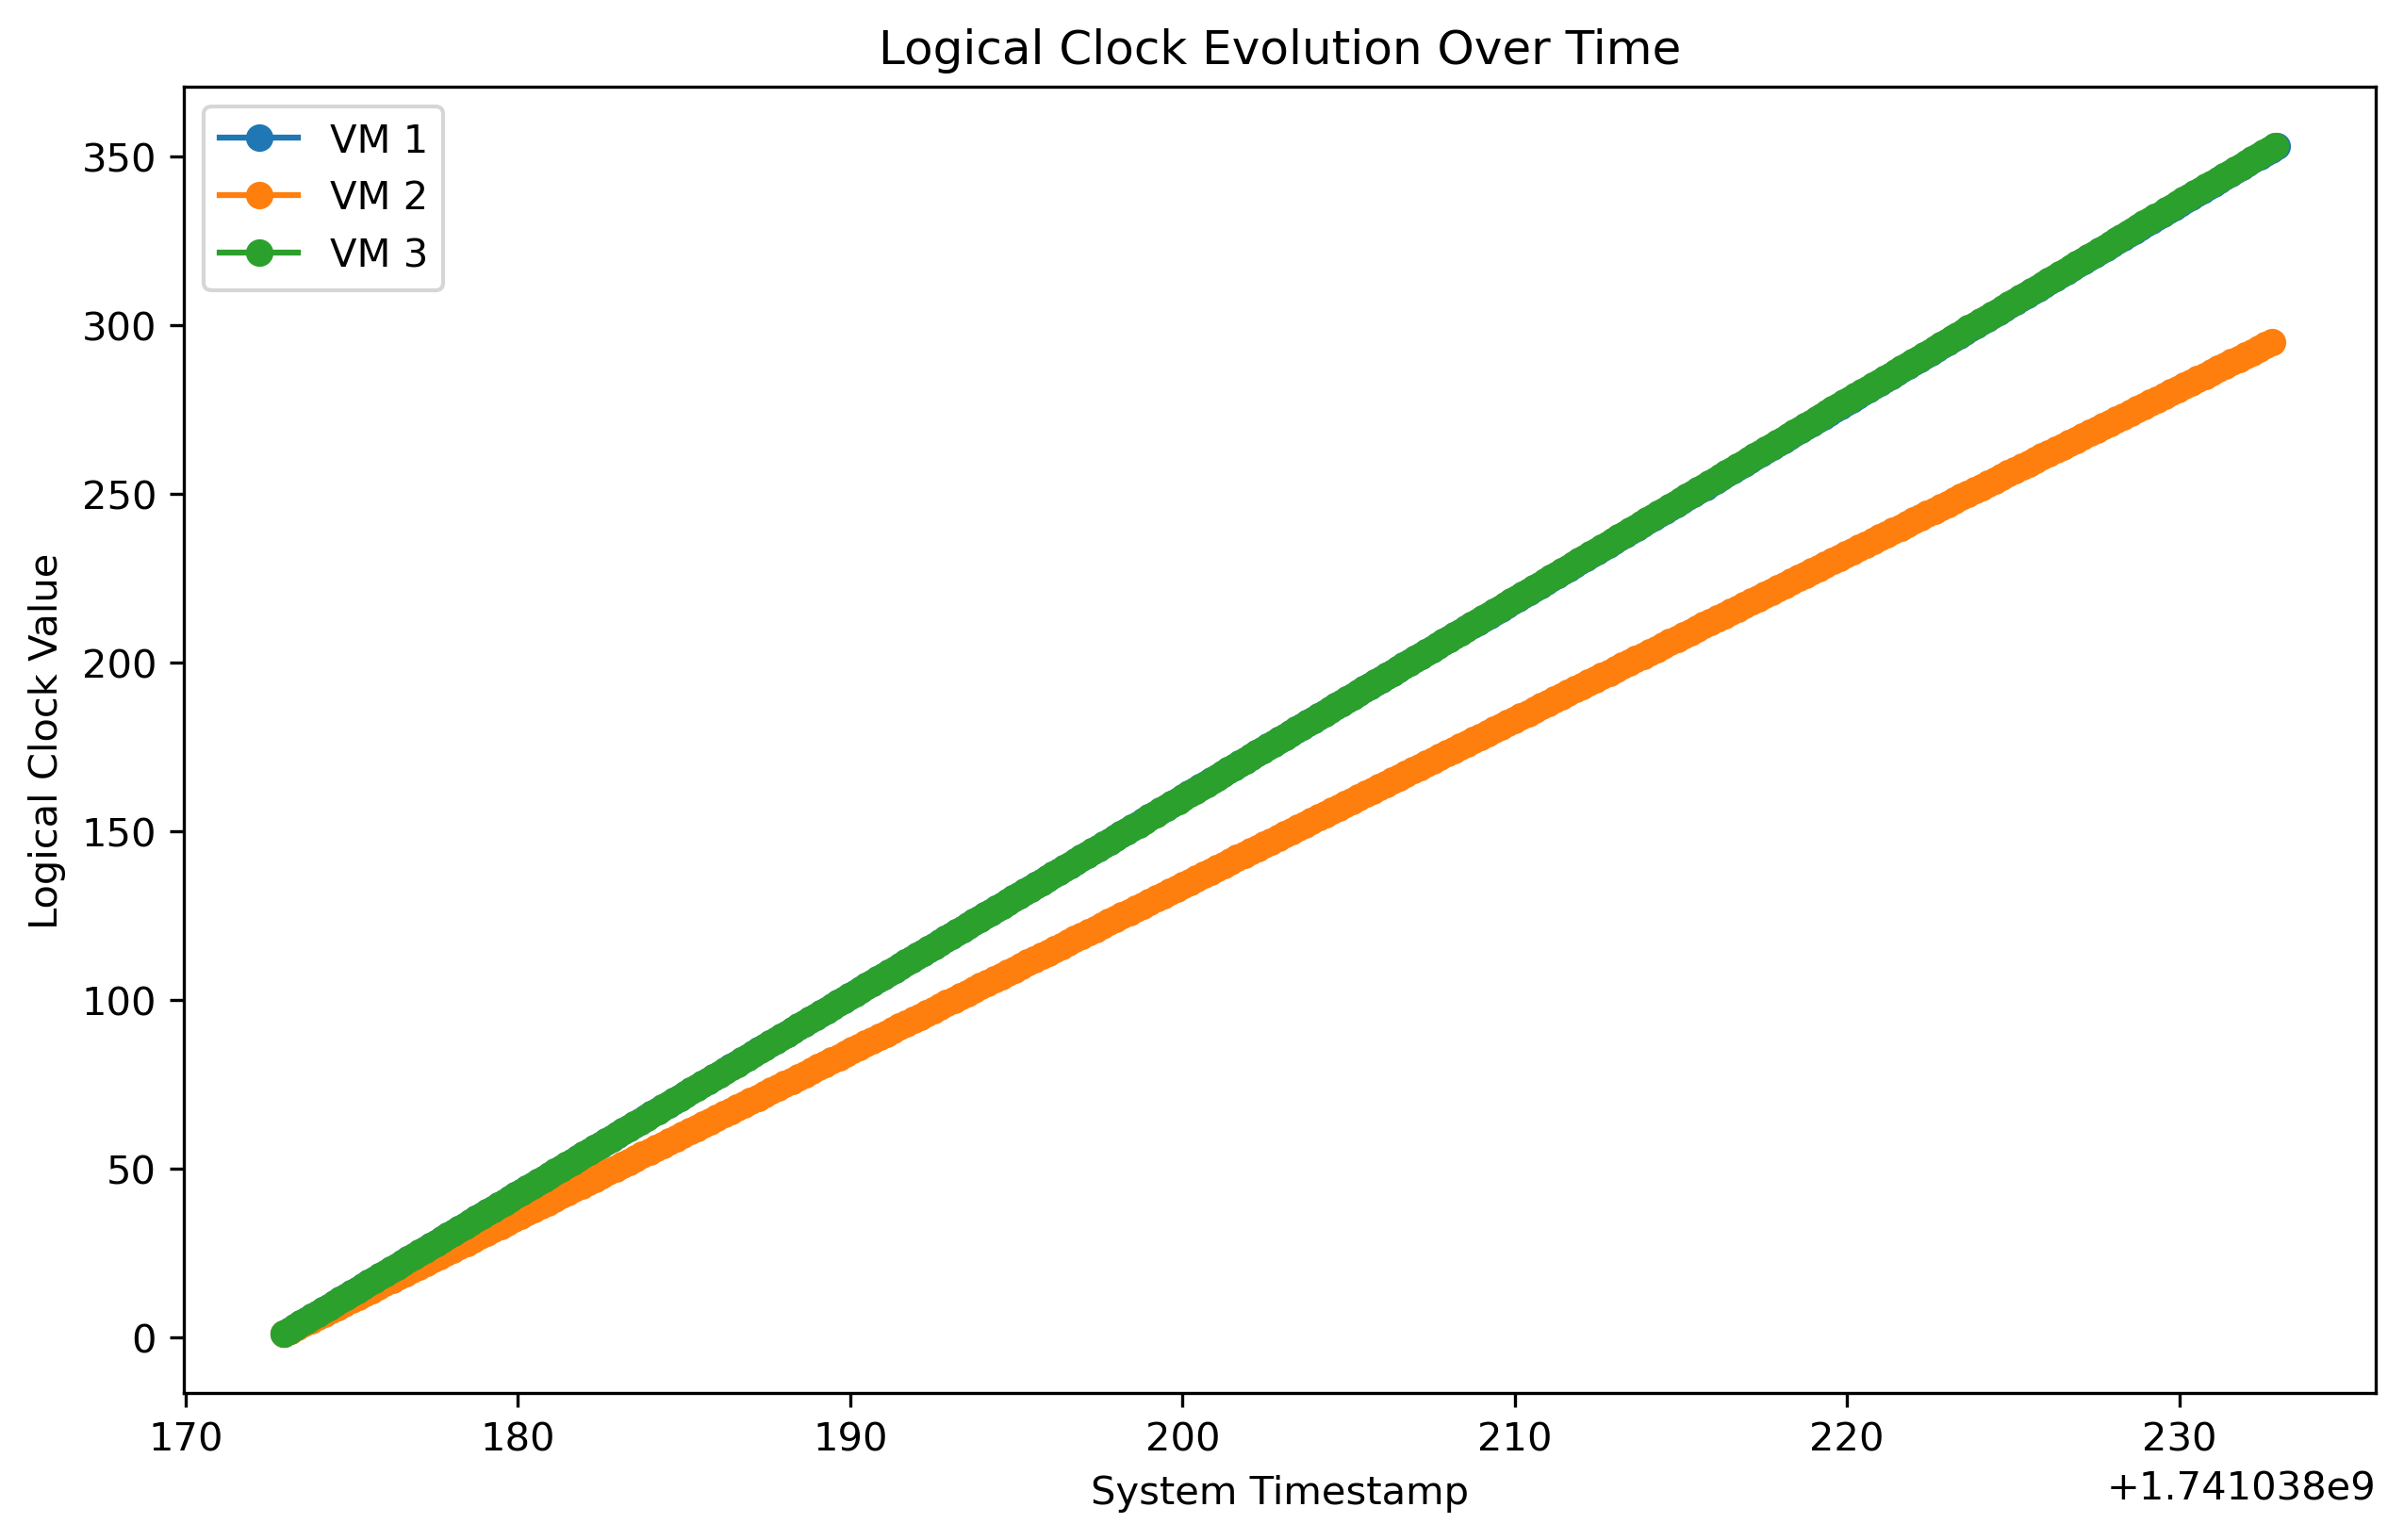 Logical Clock Evolution Over Time
VM 1
VM 2
VM 3
Logical Clock Value
350
300
250
200
150
100
50
0
170 180 190 200 210 220 230
System Timestamp
+1.741038e9